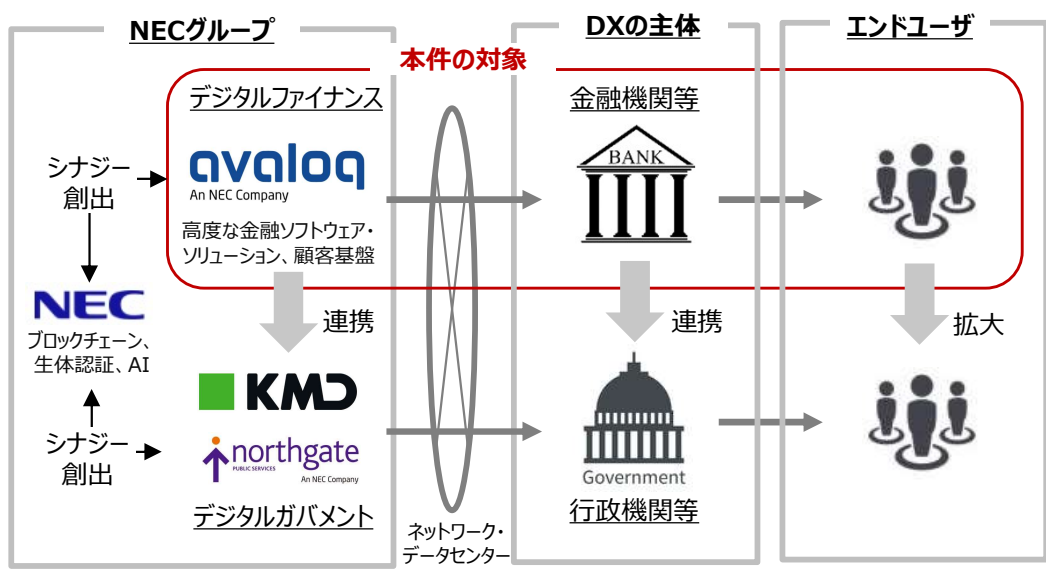 NECグループ
DXの主体
エンドユーザ
本件の対象
デジタルファイナンス
金融機関等
avaloq
An NEC Company
BANK
シナジー
創出
高度な金融ソフトウェア・
ソリューション、顧客基盤
NEC
ブロックチェーン、
生体認証、AI
連携
連携
拡大
KMD
シナジー
創出
northgate
PUBLIC SERVICES
An NEC Company
Government
デジタルガバメント
行政機関等
ネットワーク・
データセンター